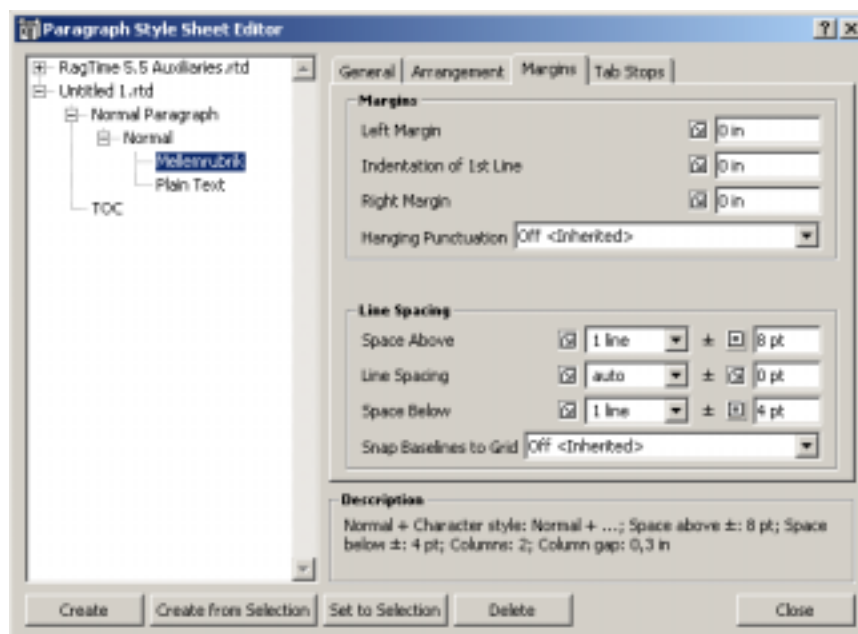 Paragraph Style Sheet Editor
RagTime 5.5 Auxiliaries.rtd
Untitled 1.rtd
Normal Paragraph
Normal
Mellemrubrik
Plain Text
TOC
General Arrangement Margins Tab Stops
Margins
Left Margin 0 in
Indentation of 1st Line 0 in
Right Margin 0 in
Hanging Punctuation Off <Inherited>
Line Spacing
Space Above 1 line ± 8 pt
Line Spacing auto ± 0 pt
Space Below 1 line ± 4 pt
Snap Baselines to Grid Off <Inherited>
Description
Normal + Character style: Normal + ...; Space above ±: 8 pt; Space
below ±: 4 pt; Columns: 2; Column gap: 0,3 in
Create Create from Selection Set to Selection Delete Close